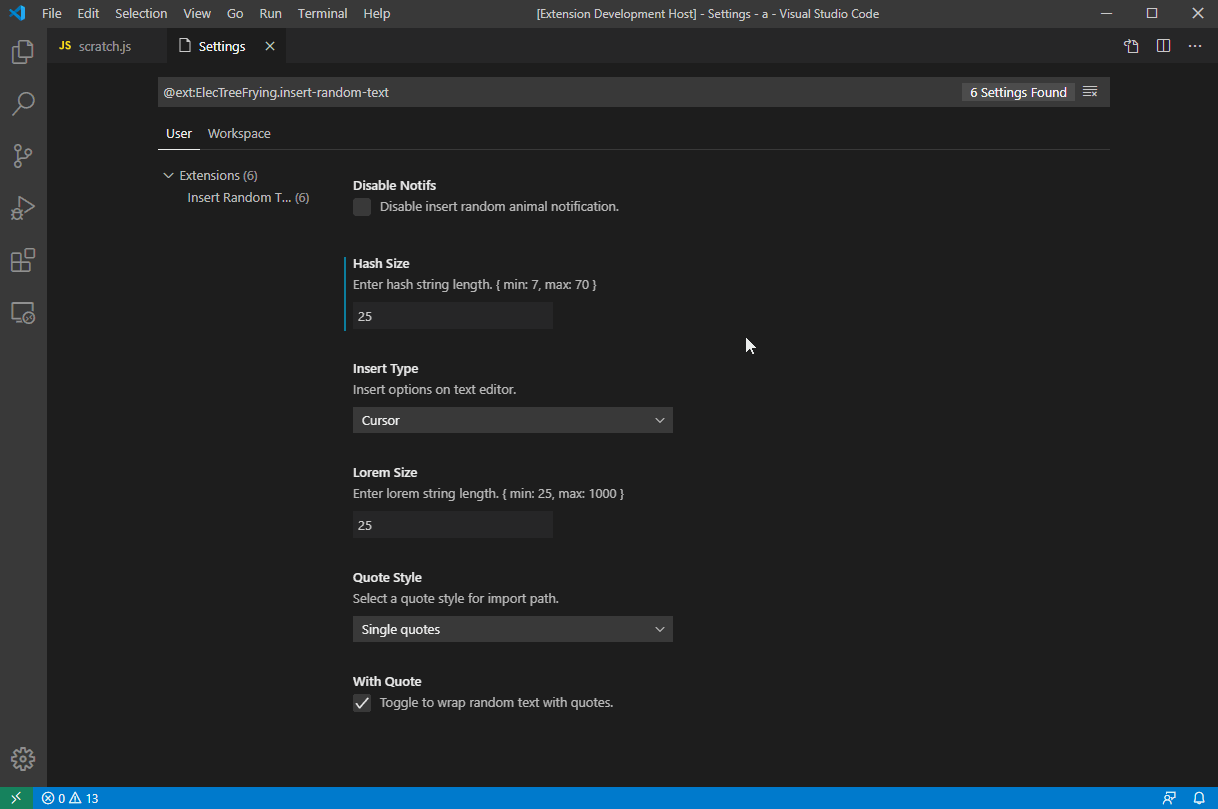 File Edit Selection View Go Run Terminal Help [Extension Development Host] - Settings - a - Visual Studio Code
JS scratch.js Settings
@ext:ElecTreeFrying.insert-random-text 6 Settings Found
User Workspace
Extensions (6)
Insert Random T... (6)
Disable Notifs
Disable insert random animal notification.
Hash Size
Enter hash string length. { min: 7, max: 70 }
25
Insert Type
Insert options on text editor.
Cursor
Lorem Size
Enter lorem string length. { min: 25, max: 1000 }
25
Quote Style
Select a quote style for import path.
Single quotes
With Quote
Toggle to wrap random text with quotes.
0 13